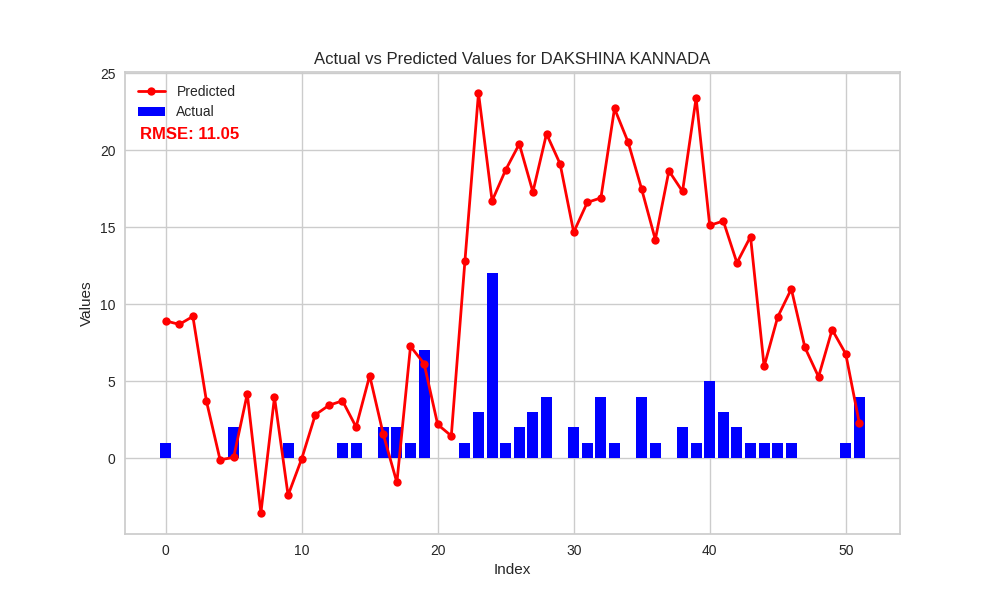 Actual vs Predicted Values for DAKSHINA KANNADA
Predicted
Actual
RMSE: 11.05
Values
25
20
15
10
5
0
0 10 20 30 40 50
Index